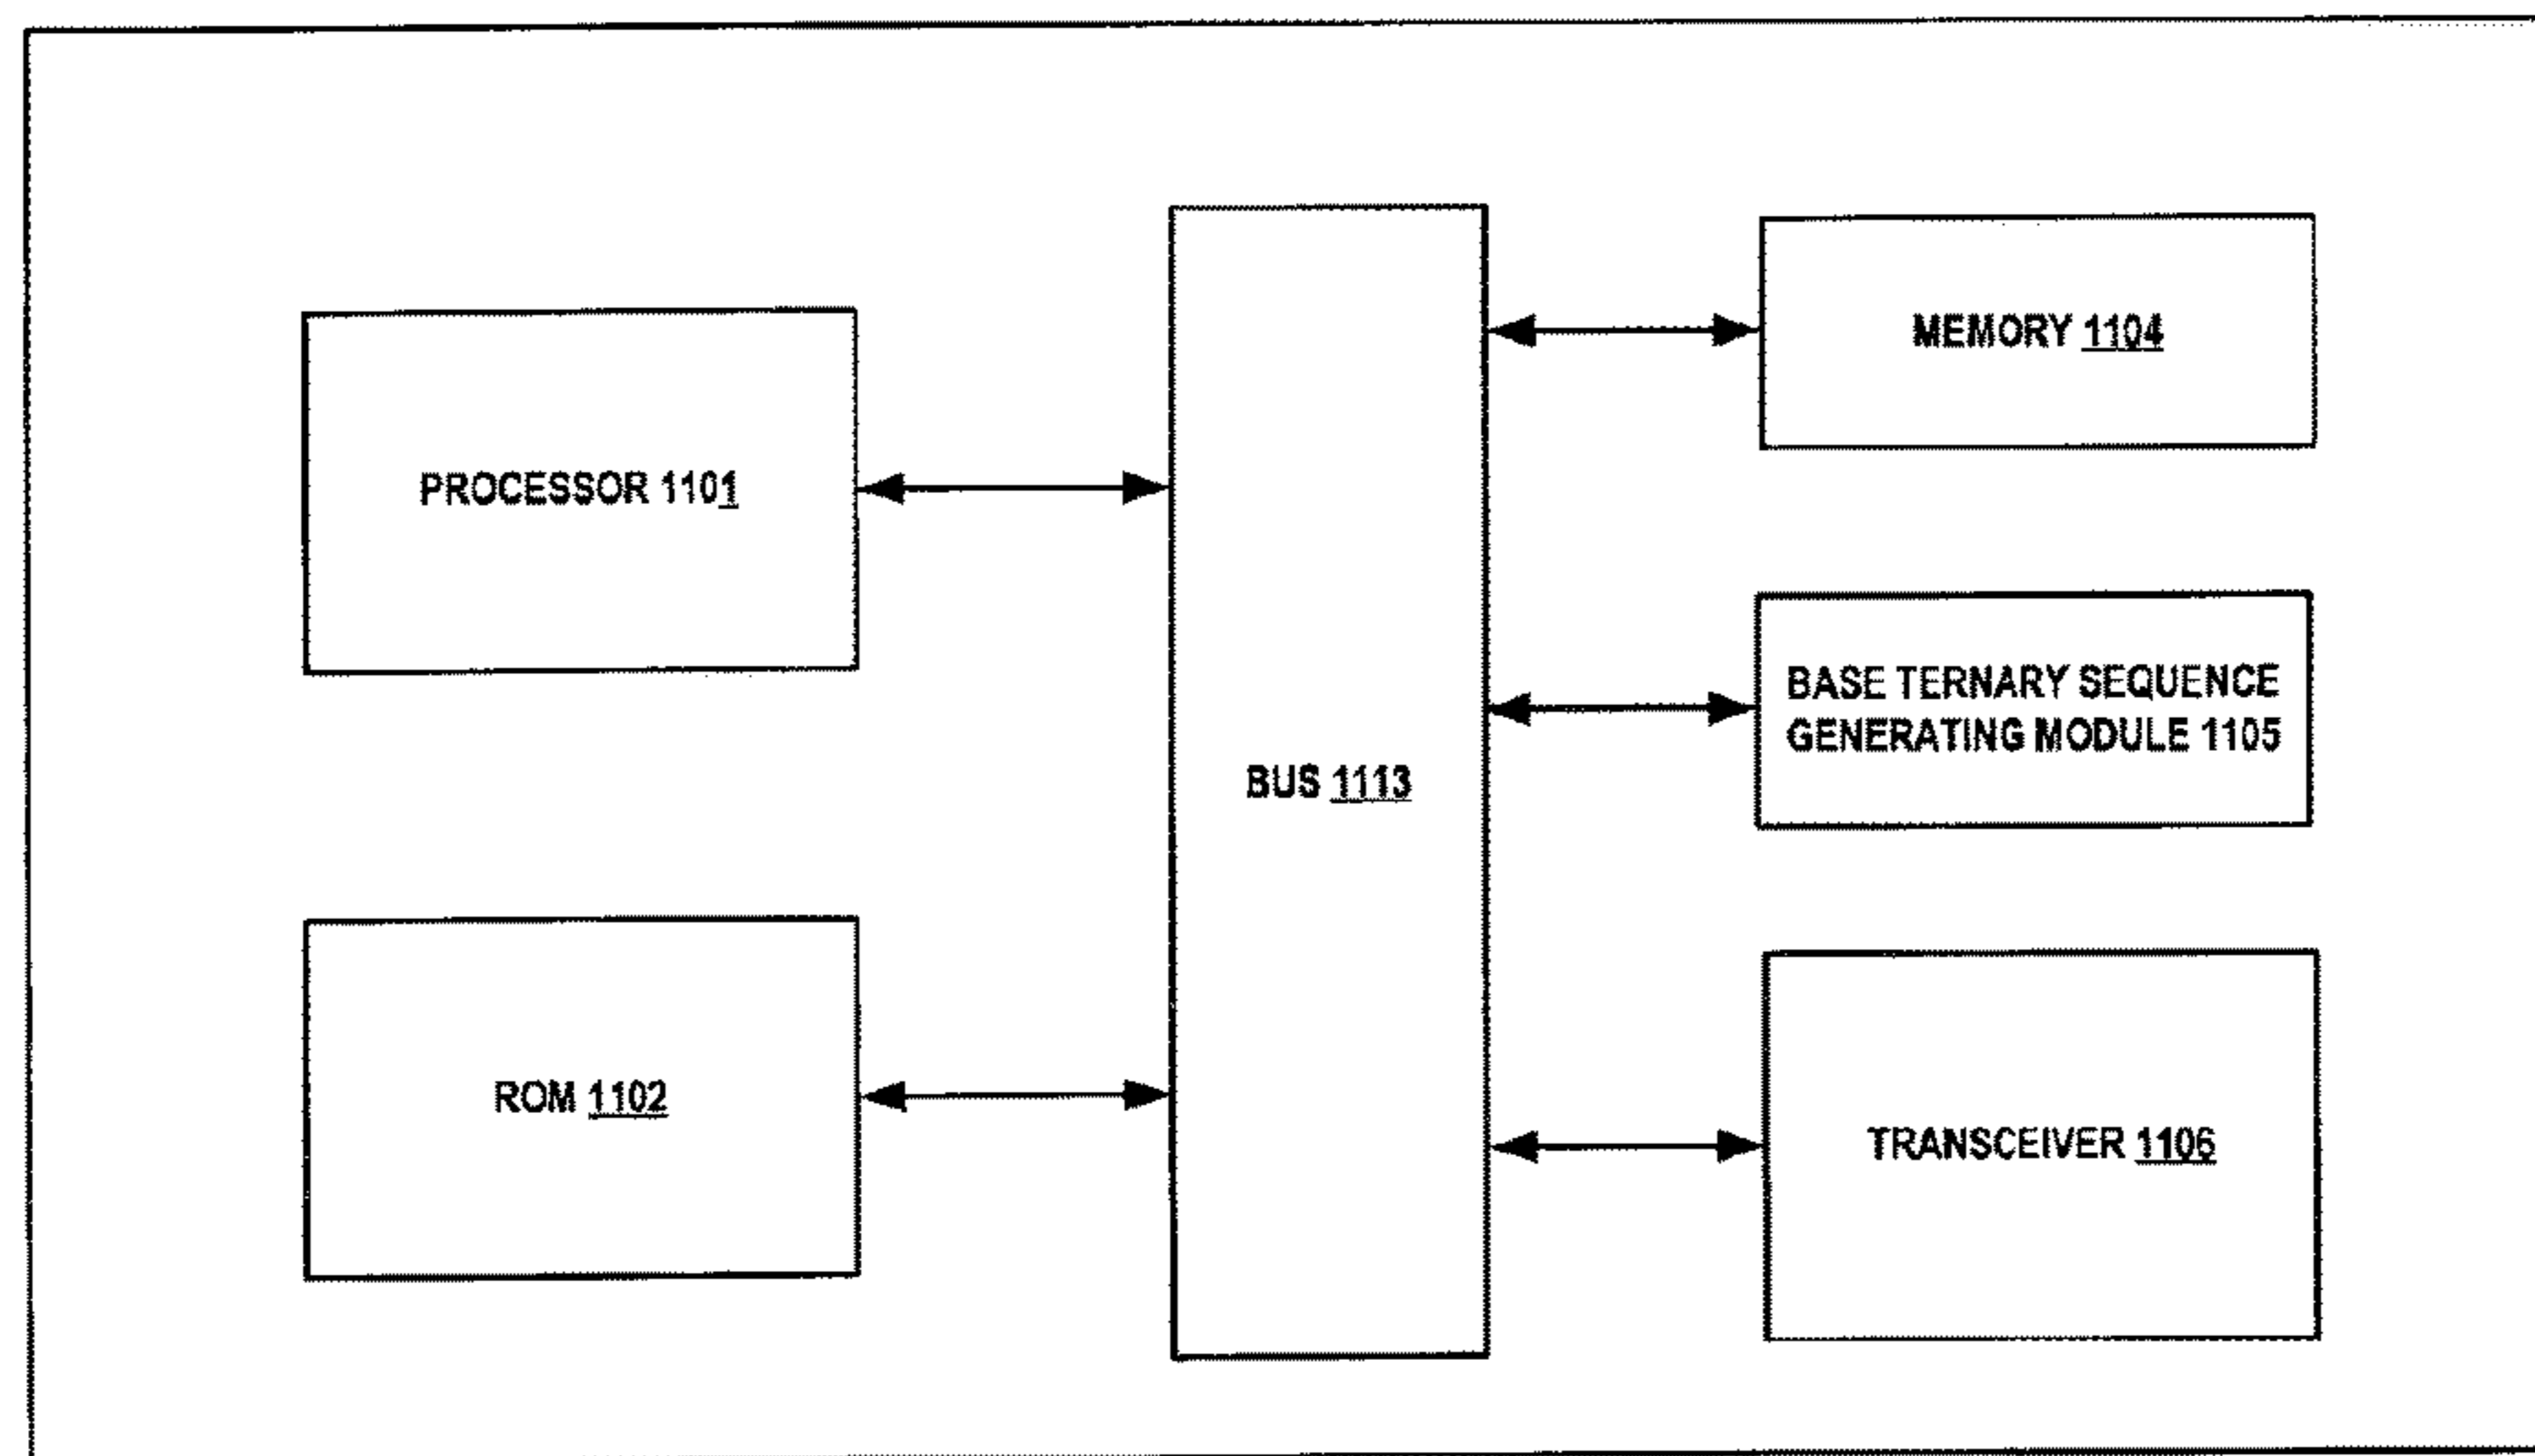 PROCESSOR 1101
ROM 1102
BUS 1113
MEMORY 1104
BASE TERNARY SEQUENCE
GENERATING MODULE 1105
TRANSCEIVER 1106